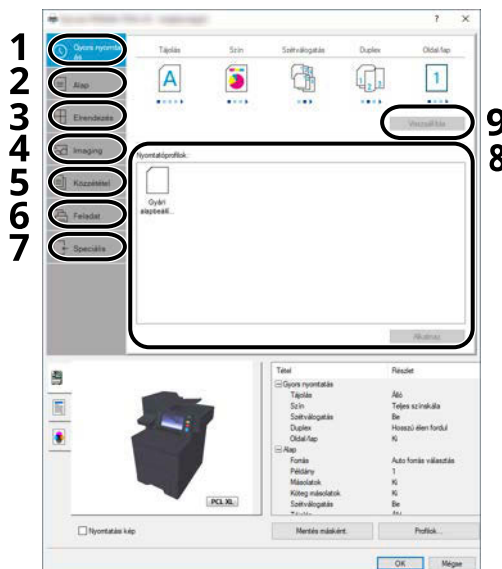 ? ×
1
Gyors nyomta
ás
Tájolás Szín Szétválogatás Duplex Oldal/lap
2
Alap
A
1
3
Elrendezés
9
Visszaállítás
4
Imaging
8
Nyomtatóprofilok:
5
Közzététel
Gyári
alapbeáll...
6
Feladat
7
Speciális
Alkalmaz
Tétel Részlet
Gyors nyomtatás
Tájolás Álló
Szín Teljes színskála
Szétválogatás Be
Duplex Hosszú élen fordul
Oldal/lap Ki
Alap
Forrás Auto forrás választás
Példány 1
Másolatok Ki
Köteg másolatok Ki
Szétválogatás Be
PCL XL
Nyomtatási kép
Mentés másként. Profilok...
OK Mégse